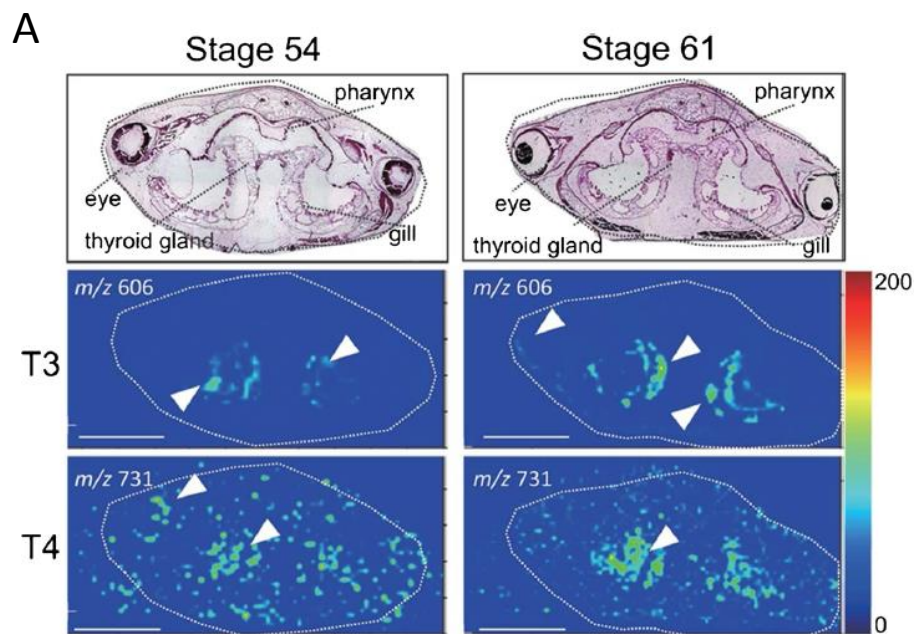 A
Stage 54
Stage 61
pharynx
eye
thyroid gland
gill
pharynx
eye
thyroid gland
gill
T3
m/z 606
m/z 606
200
T4
m/z 731
m/z 731
0